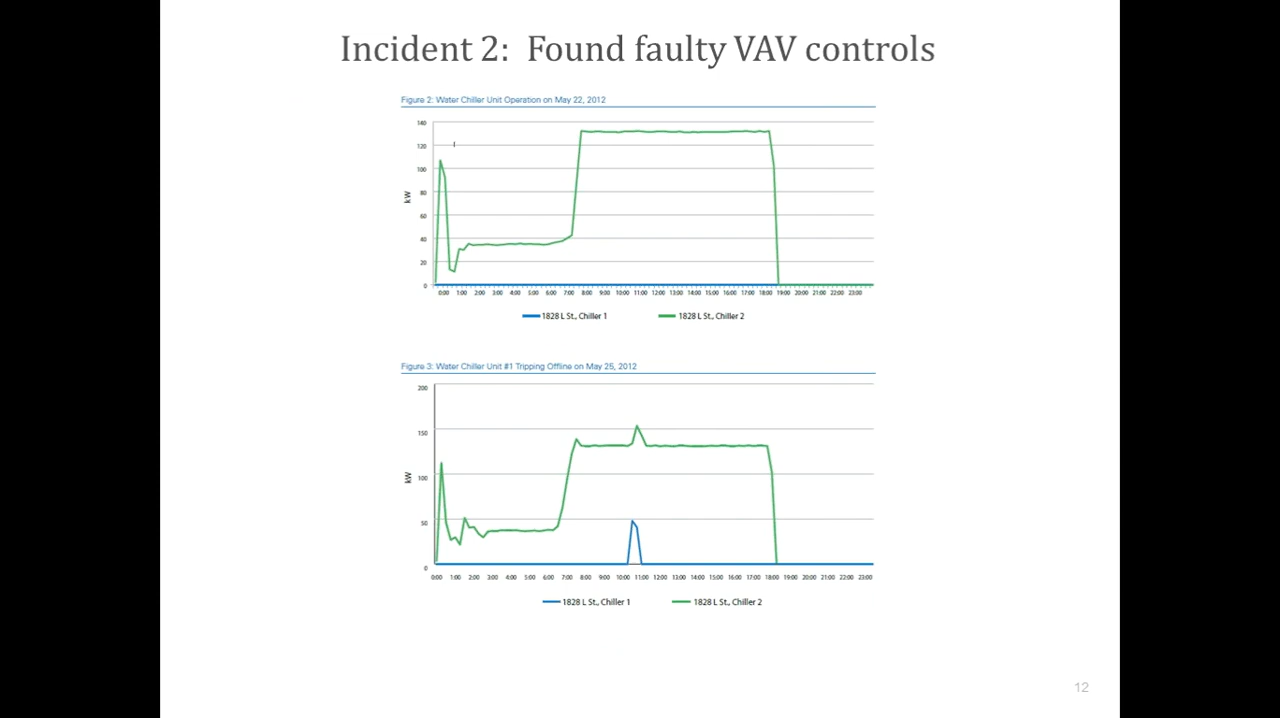 Incident 2: Found faulty VAV controls
Figure 2: Water Chiller Unit Operation on May 22, 2012
140
120
100
80
60
40
20
0
kW
0:00 1:00 2:00 3:00 4:00 5:00 6:00 7:00 8:00 9:00 10:00 11:00 12:00 13:00 14:00 15:00 16:00 17:00 18:00 19:00 20:00 21:00 22:00 23:00
1828 L St., Chiller 1 1828 L St., Chiller 2
Figure 3: Water Chiller Unit #1 Tripping Offline on May 25, 2012
200
150
100
50
0
kW
0:00 1:00 2:00 3:00 4:00 5:00 6:00 7:00 8:00 9:00 10:00 11:00 12:00 13:00 14:00 15:00 16:00 17:00 18:00 19:00 20:00 21:00 22:00 23:00
1828 L St., Chiller 1 1828 L St., Chiller 2
12